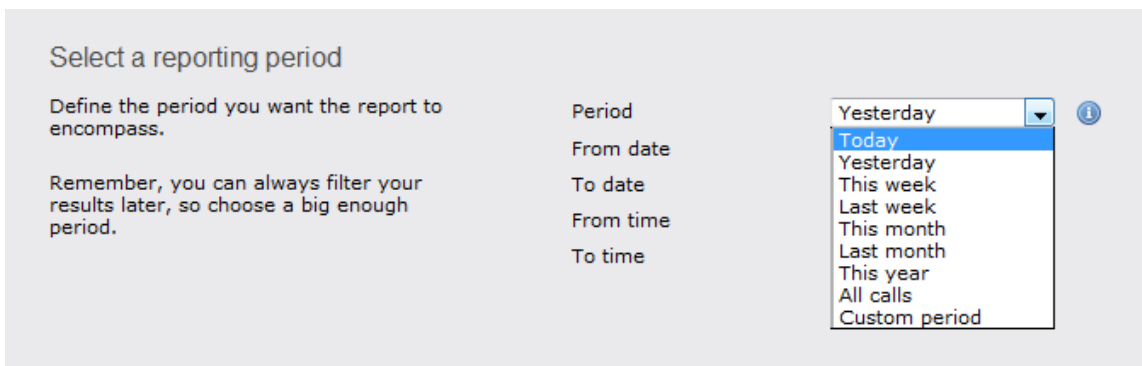 Select a reporting period
Define the period you want the report to
encompass.
Remember, you can always filter your
results later, so choose a big enough
period.
Period
From date
To date
From time
To time
Yesterday
Today
Yesterday
This week
Last week
This month
Last month
This year
All calls
Custom period